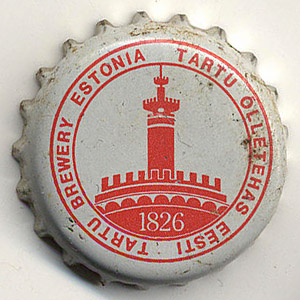 TARTU BREWERY ESTONIA
TARTU ÕLLETEHAS EESTI
1826